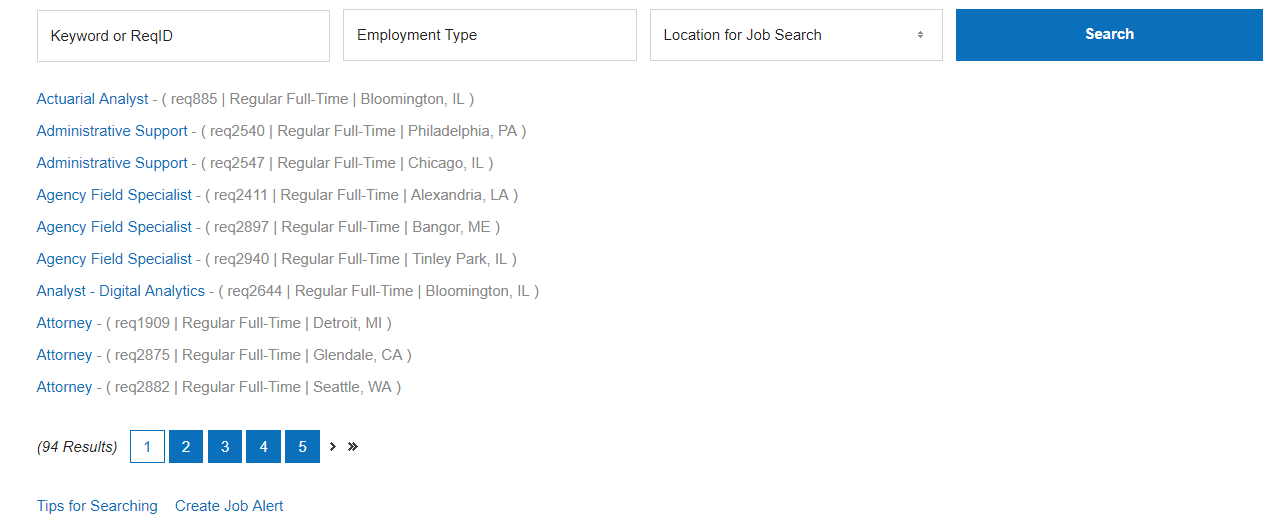 Keyword or ReqID Employment Type Location for Job Search Search
Actuarial Analyst - ( req885 | Regular Full-Time | Bloomington, IL )
Administrative Support - ( req2540 | Regular Full-Time | Philadelphia, PA )
Administrative Support - ( req2547 | Regular Full-Time | Chicago, IL )
Agency Field Specialist - ( req2411 | Regular Full-Time | Alexandria, LA )
Agency Field Specialist - ( req2897 | Regular Full-Time | Bangor, ME )
Agency Field Specialist - ( req2940 | Regular Full-Time | Tinley Park, IL )
Analyst - Digital Analytics - ( req2644 | Regular Full-Time | Bloomington, IL )
Attorney - ( req1909 | Regular Full-Time | Detroit, MI )
Attorney - ( req2875 | Regular Full-Time | Glendale, CA )
Attorney - ( req2882 | Regular Full-Time | Seattle, WA )
(94 Results) 1 2 3 4 5 › »
Tips for Searching Create Job Alert